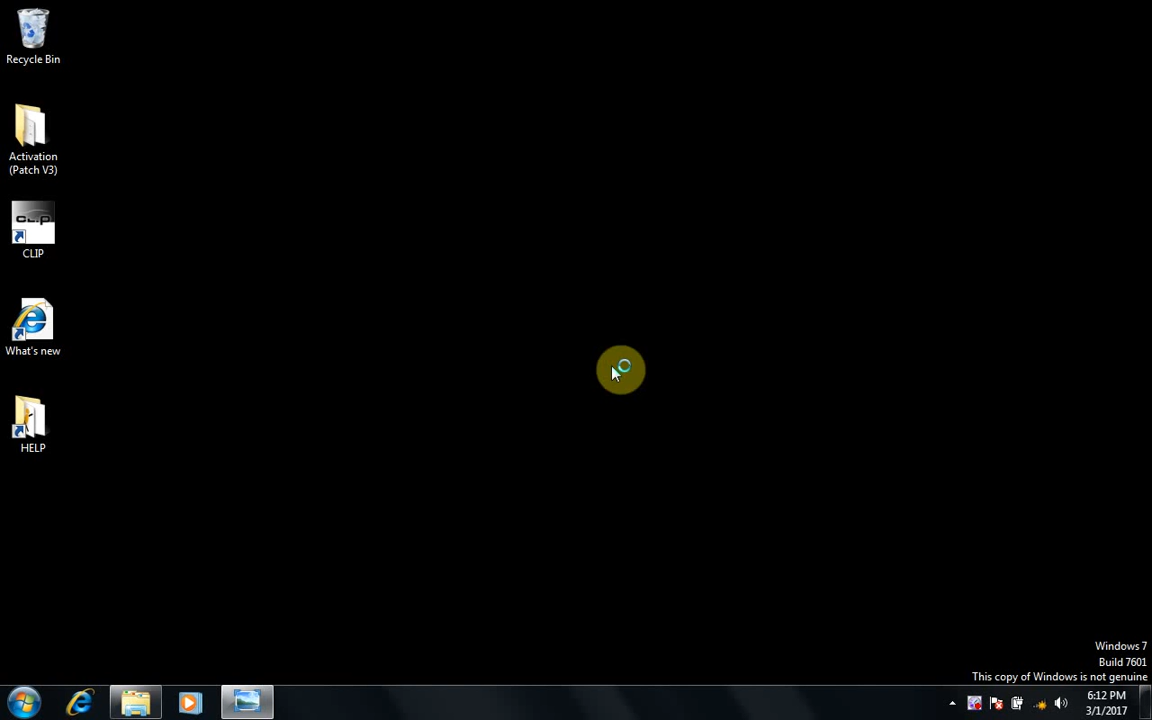 Recycle Bin
Activation
(Patch V3)
CLIP
CLIP
What's new
HELP
Windows 7
Build 7601
This copy of Windows is not genuine
6:12 PM
3/1/2017